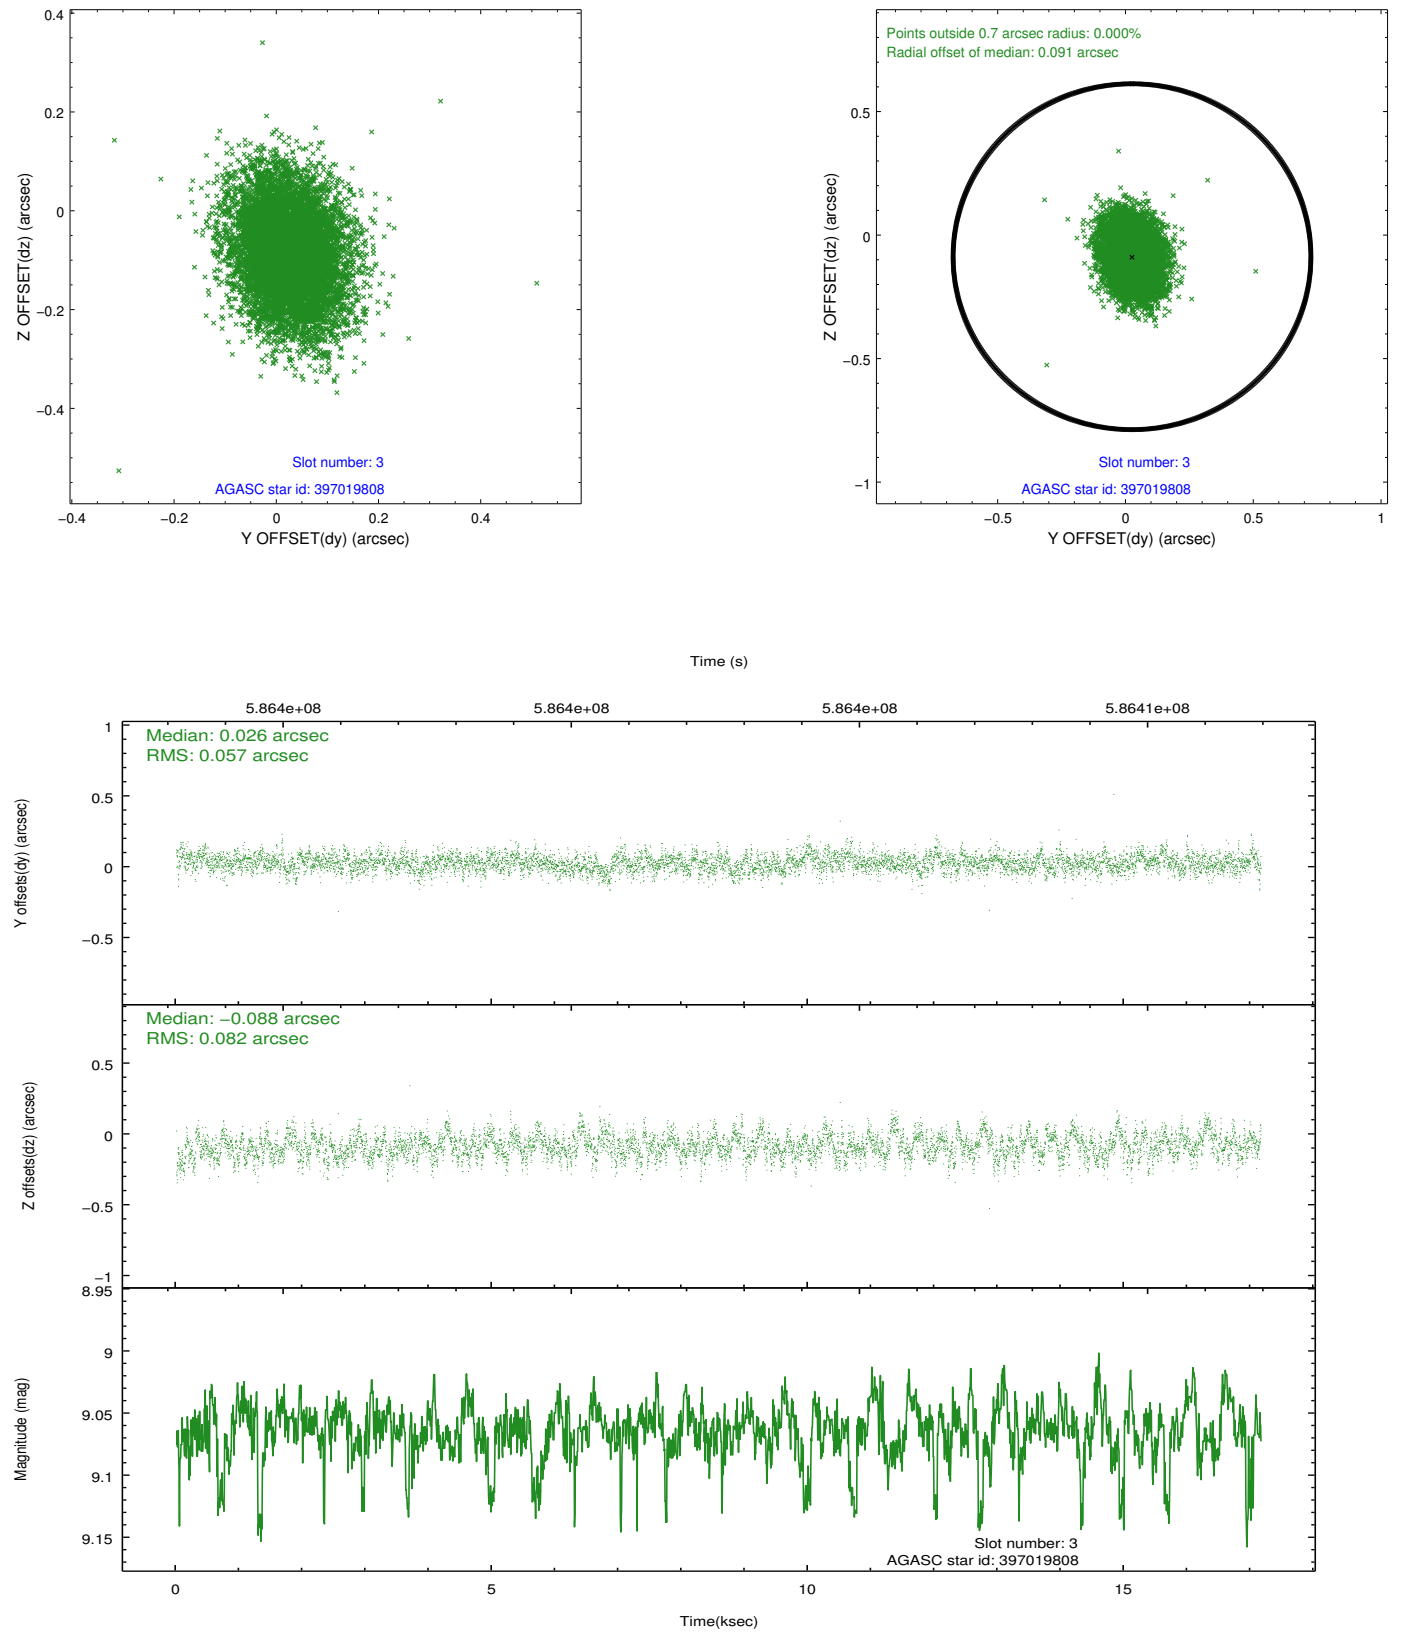 0.4
0.2
0
−0.2
−0.4
Z OFFSET(dz) (arcsec)
Slot number: 3
AGASC star id: 397019808
−0.4
−0.2
0
0.2
0.4
Y OFFSET(dy) (arcsec)
Points outside 0.7 arcsec radius: 0.000%
Radial offset of median: 0.091 arcsec
0.5
0
−0.5
−1
Z OFFSET(dz) (arcsec)
Slot number: 3
AGASC star id: 397019808
−0.5
0
0.5
1
Y OFFSET(dy) (arcsec)
Time (s)
5.864e+08
5.864e+08
5.864e+08
5.8641e+08
Median: 0.026 arcsec
RMS: 0.057 arcsec
1
0.5
0
−0.5
Y offsets(dy) (arcsec)
Median: −0.088 arcsec
RMS: 0.082 arcsec
0.5
0
−0.5
−1
Z offsets(dz) (arcsec)
8.95
9
9.05
9.1
9.15
Magnitude (mag)
Slot number: 3
AGASC star id: 397019808
0
5
10
15
Time(ksec)